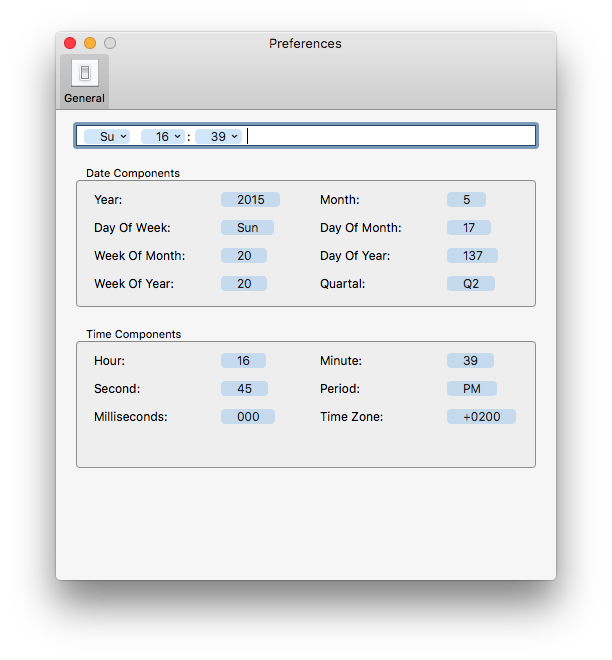 Preferences
General
Su 16 : 39
Date Components
Year: 2015 Month: 5
Day Of Week: Sun Day Of Month: 17
Week Of Month: 20 Day Of Year: 137
Week Of Year: 20 Quartal: Q2
Time Components
Hour: 16 Minute: 39
Second: 45 Period: PM
Milliseconds: 000 Time Zone: +0200